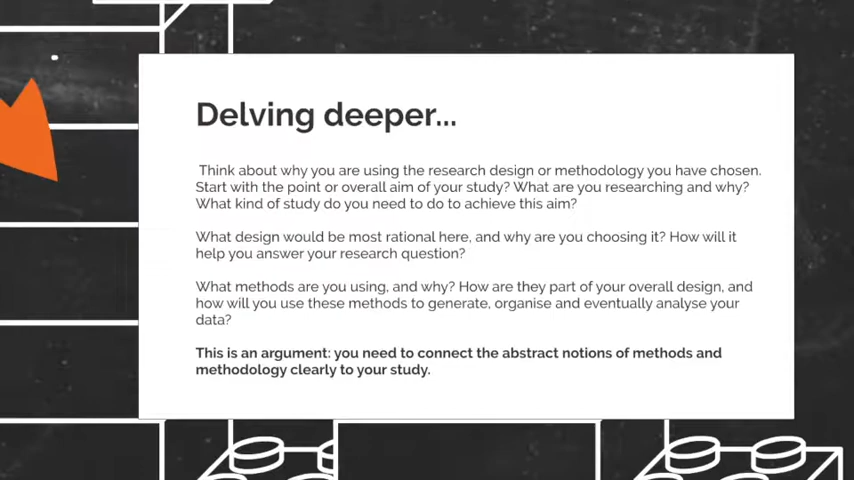 Delving deeper...
Think about why you are using the research design or methodology you have chosen.
Start with the point or overall aim of your study? What are you researching and why?
What kind of study do you need to do to achieve this aim?
What design would be most rational here, and why are you choosing it? How will it
help you answer your research question?
What methods are you using, and why? How are they part of your overall design, and
how will you use these methods to generate, organise and eventually analyse your
data?
This is an argument: you need to connect the abstract notions of methods and
methodology clearly to your study.